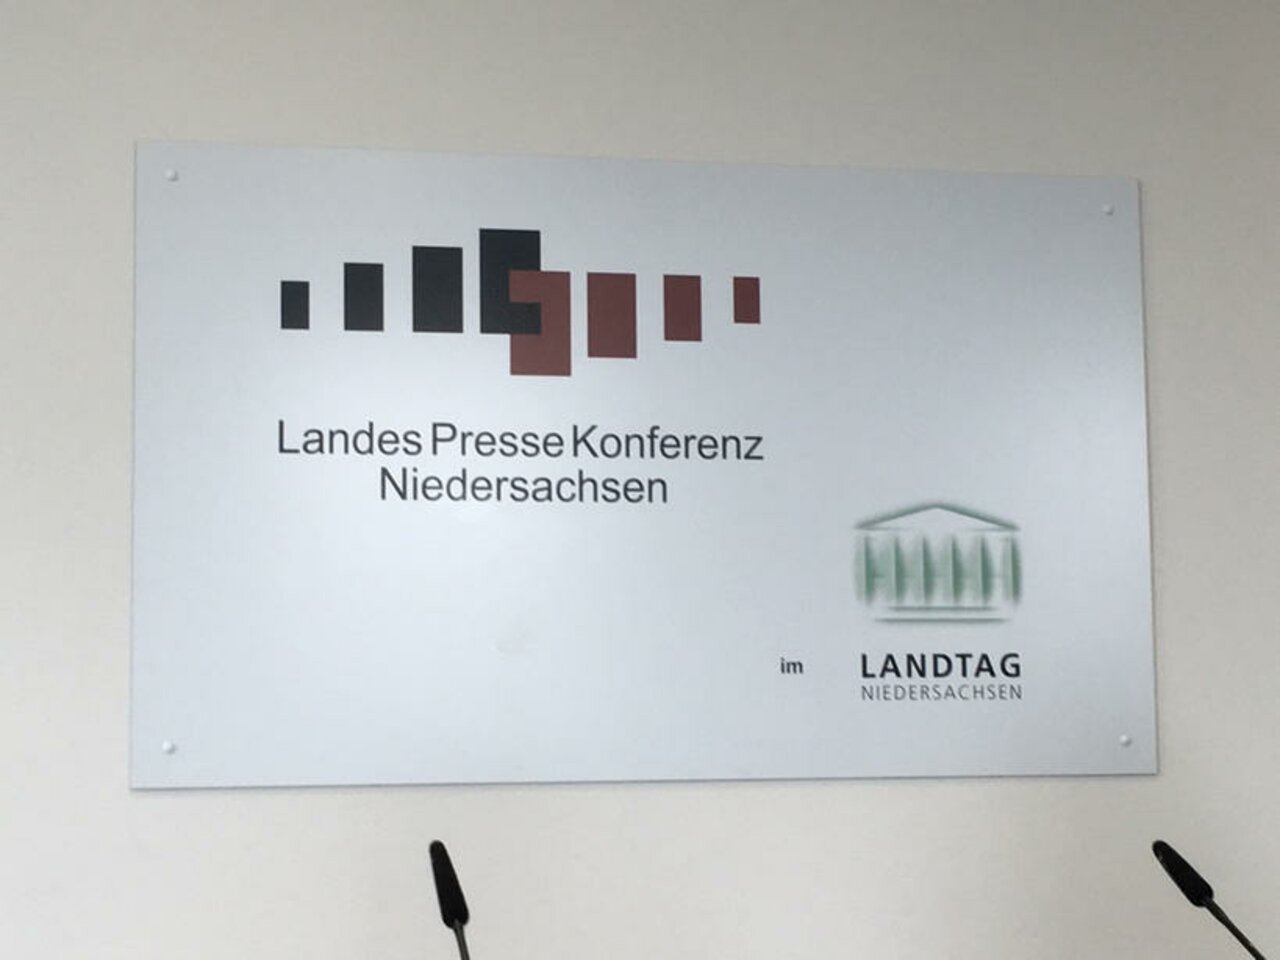 Landes Presse Konferenz
Niedersachsen
im
LANDTAG
NIEDERSACHSEN